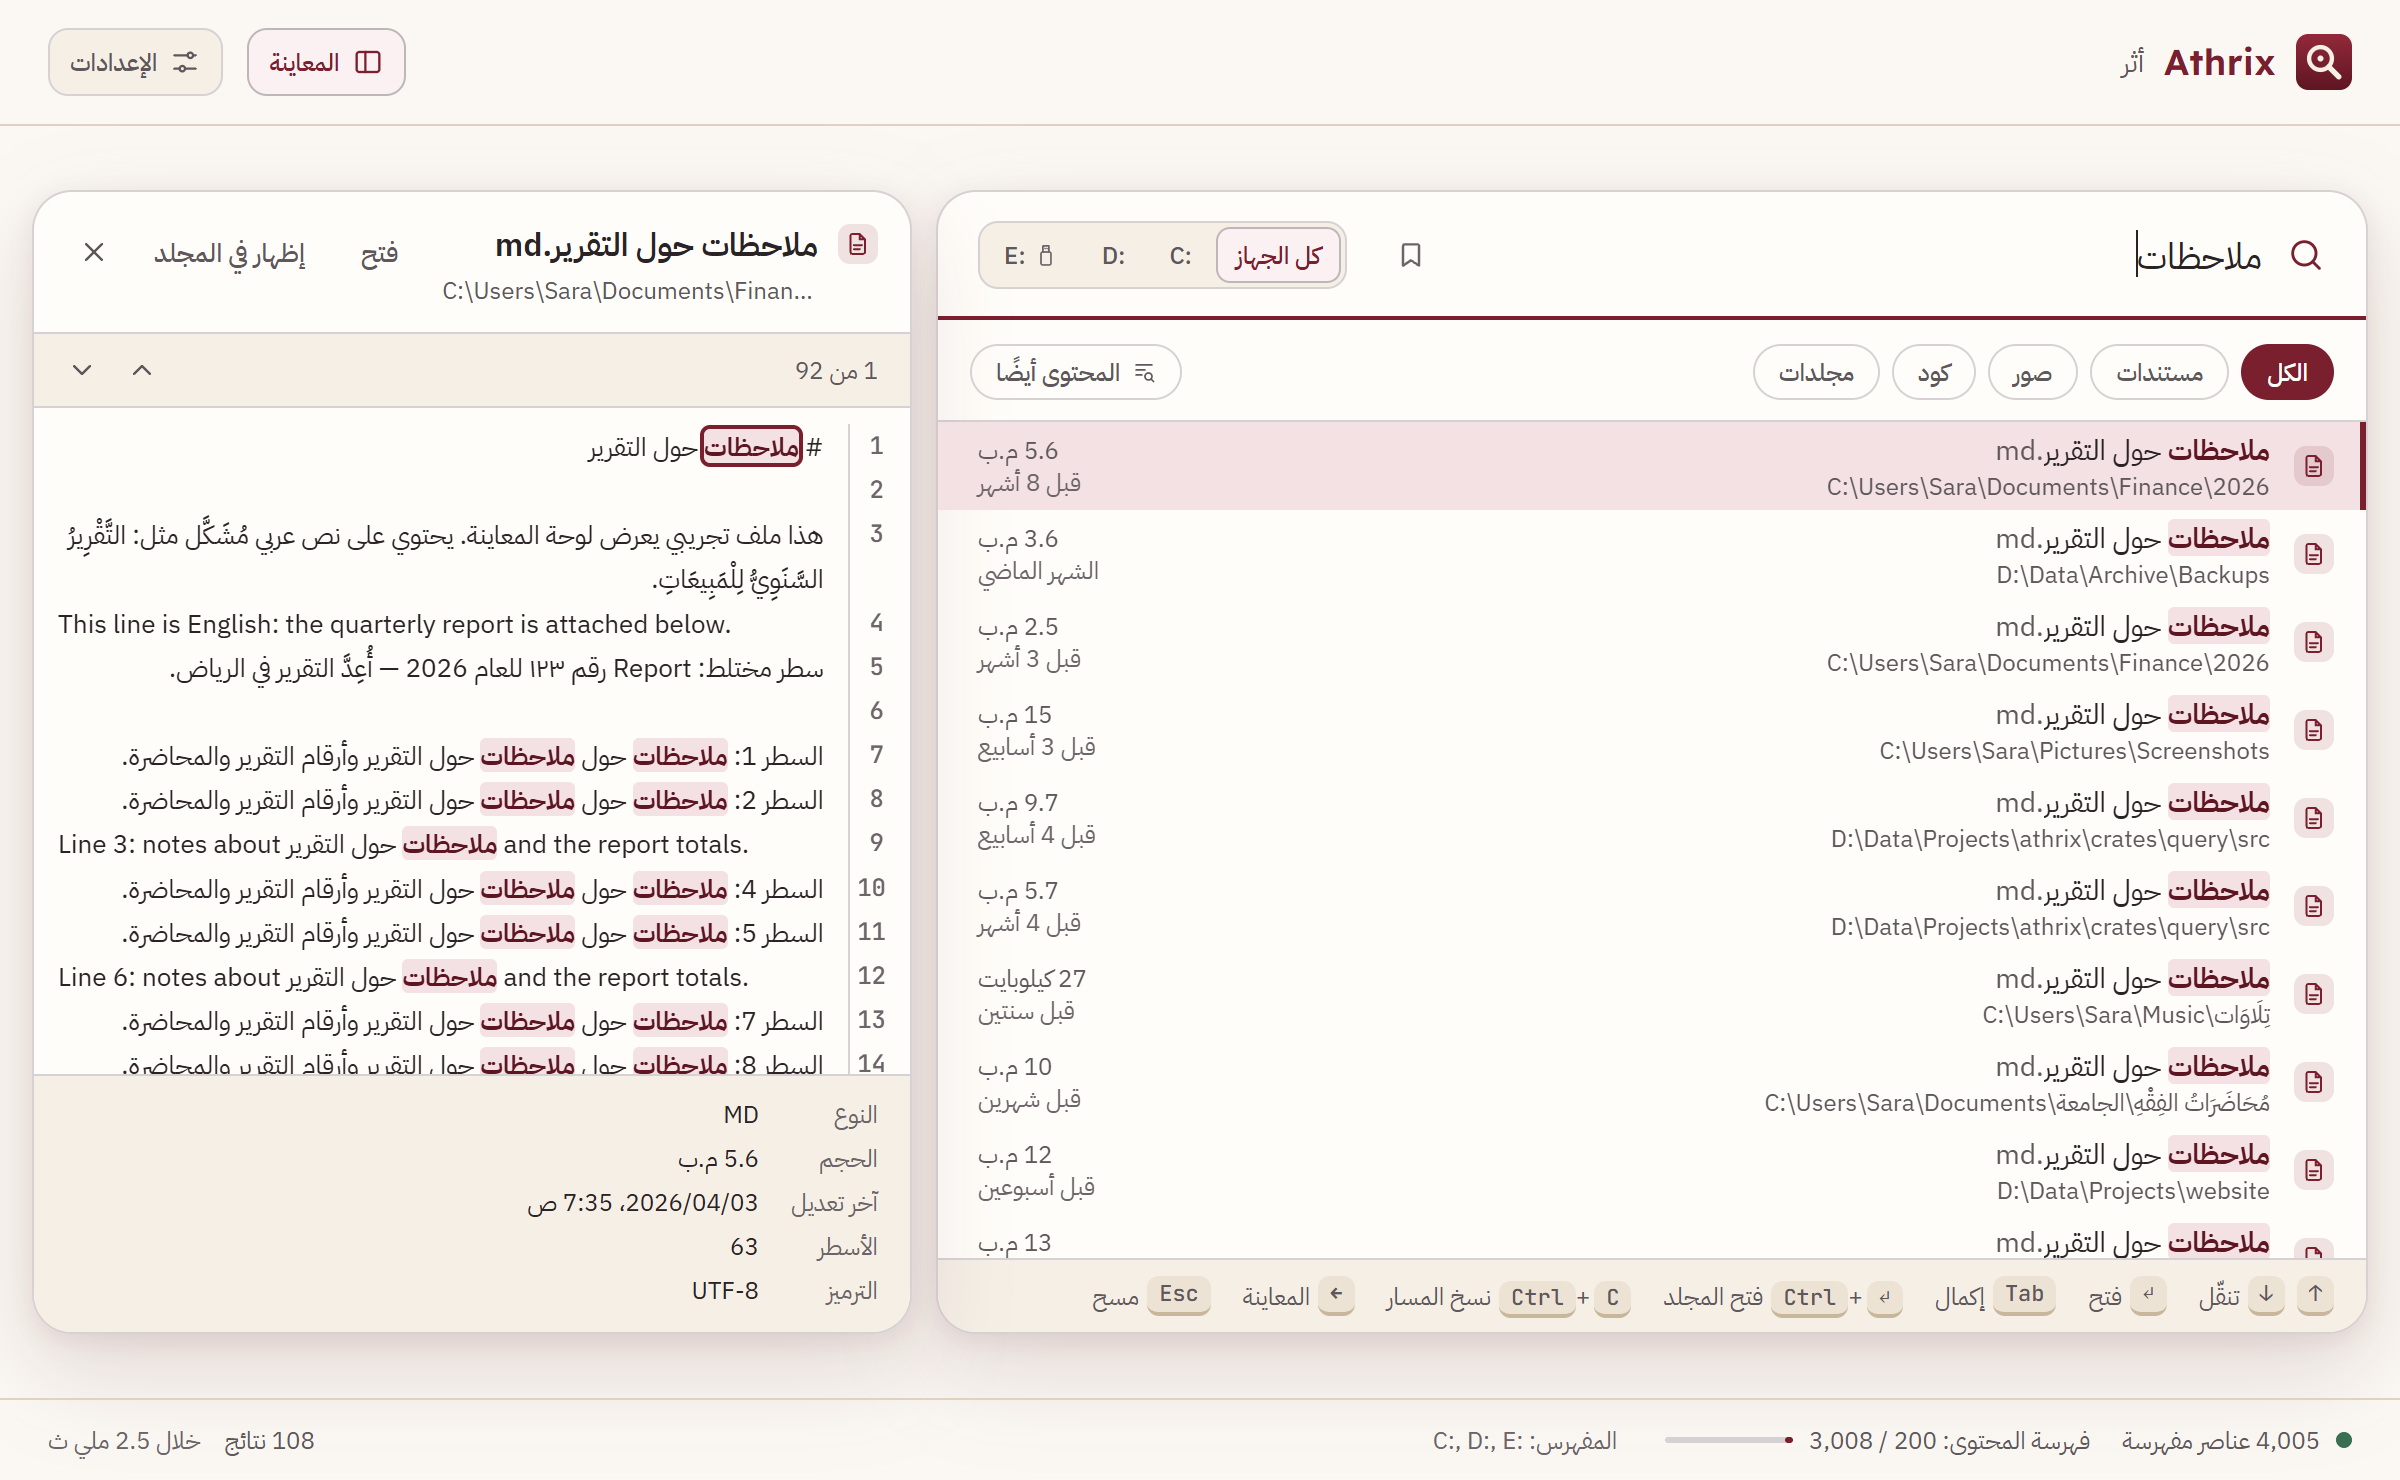 Athrix أثر
المعاينة
الإعدادات
ملاحظات
كل الجهاز C: D: E:
الكل مستندات صور كود مجلدات
المحتوى أيضًا
ملاحظات حول التقرير.md
C:\Users\Sara\Documents\Finance\2026
5.6 م.ب
قبل 8 أشهر
ملاحظات حول التقرير.md
D:\Data\Archive\Backups
3.6 م.ب
الشهر الماضي
ملاحظات حول التقرير.md
C:\Users\Sara\Documents\Finance\2026
2.5 م.ب
قبل 3 أشهر
ملاحظات حول التقرير.md
C:\Users\Sara\Pictures\Screenshots
15 م.ب
قبل 3 أسابيع
ملاحظات حول التقرير.md
D:\Data\Projects\athrix\crates\query\src
9.7 م.ب
قبل 4 أسابيع
ملاحظات حول التقرير.md
D:\Data\Projects\athrix\crates\query\src
5.7 م.ب
قبل 4 أشهر
ملاحظات حول التقرير.md
C:\Users\Sara\Music\تِلَاوَات
27 كيلوبايت
قبل سنتين
ملاحظات حول التقرير.md
C:\Users\Sara\Documents\الجامعة\مُحَاضَرَاتُ الفِقْهِ
10 م.ب
قبل شهرين
ملاحظات حول التقرير.md
D:\Data\Projects\website
12 م.ب
قبل أسبوعين
ملاحظات حول التقرير.md
13 م.ب
↑ ↓ تنقّل ↵ فتح Tab إكمال Ctrl + ↵ فتح المجلد Ctrl + C نسخ المسار ← المعاينة Esc مسح
ملاحظات حول التقرير.md
C:\Users\Sara\Documents\Finan...
فتح
إظهار في المجلد
1 من 92
1 # ملاحظات حول التقرير
2
3 هذا ملف تجريبي يعرض لوحة المعاينة. يحتوي على نص عربي مُشَكَّل مثل: التَّقْرِيرُ
السَّنَوِيُّ لِلْمَبِيعَاتِ.
4 This line is English: the quarterly report is attached below.
5 سطر مختلط: Report رقم ١٢٣ للعام 2026 — أُعِدَّ التقرير في الرياض.
6
7 السطر 1: ملاحظات حول ملاحظات حول التقرير وأرقام التقرير والمحاضرة.
8 السطر 2: ملاحظات حول ملاحظات حول التقرير وأرقام التقرير والمحاضرة.
9 Line 3: notes about ملاحظات حول التقرير and the report totals.
10 السطر 4: ملاحظات حول ملاحظات حول التقرير وأرقام التقرير والمحاضرة.
11 السطر 5: ملاحظات حول ملاحظات حول التقرير وأرقام التقرير والمحاضرة.
12 Line 6: notes about ملاحظات حول التقرير and the report totals.
13 السطر 7: ملاحظات حول ملاحظات حول التقرير وأرقام التقرير والمحاضرة.
14 السطر 8: ملاحظات حول ملاحظات حول التقرير وأرقام التقرير والمحاضرة.
النوع MD
الحجم 5.6 م.ب
آخر تعديل 2026/04/03، 7:35 ص
الأسطر 63
الترميز UTF-8
4,005 عناصر مفهرسة
فهرسة المحتوى: 200 / 3,008
المفهرس: C:, D:, E:
108 نتائج
خلال 2.5 ملي ث